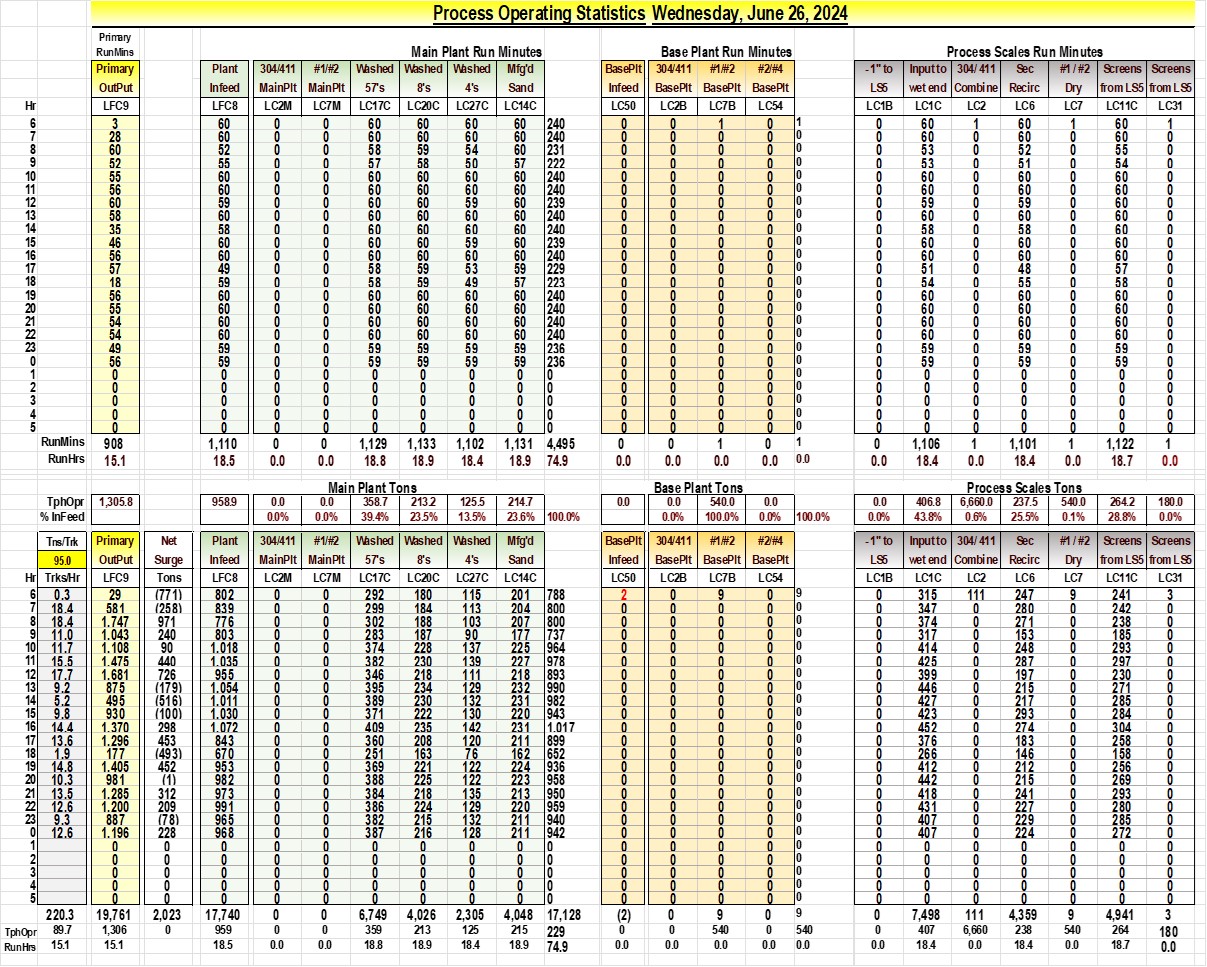 Process Operating Statistics Wednesday, June 26, 2024
Primary
RunMins Main Plant Run Minutes Base Plant Run Minutes Process Scales Run Minutes
Primary Plant 304/411 #1/#2 Washed Washed Washed Mfg'd BasePlt 304/411 #1/#2 #2/#4 -1" to Input to 304/ 411 Sec #1 / #2 Screens Screens
OutPut Infeed MainPlt MainPlt 57's 8's 4's Sand Infeed BasePlt BasePlt BasePlt LS5 wet end Combine Recirc Dry from LS5 from LS5
Hr LFC9 LFC8 LC2M LC7M LC17C LC20C LC27C LC14C LC50 LC2B LC7B LC54 LC1B LC1C LC2 LC6 LC7 LC11C LC31
6 3 60 0 0 60 60 60 60 240 0 0 1 0 1 0 60 1 60 1 60 1
7 28 60 0 0 60 60 60 60 240 0 0 0 0 0 0 60 0 60 0 60 0
8 60 52 0 0 58 59 54 60 231 0 0 0 0 0 0 53 0 52 0 55 0
9 52 55 0 0 57 58 50 57 222 0 0 0 0 0 0 53 0 51 0 54 0
10 55 60 0 0 60 60 60 60 240 0 0 0 0 0 0 60 0 60 0 60 0
11 56 60 0 0 60 60 60 60 240 0 0 0 0 0 0 60 0 60 0 60 0
12 60 59 0 0 60 60 59 60 239 0 0 0 0 0 0 59 0 59 0 60 0
13 58 60 0 0 60 60 60 60 240 0 0 0 0 0 0 60 0 60 0 60 0
14 35 58 0 0 60 60 60 60 240 0 0 0 0 0 0 58 0 58 0 60 0
15 46 60 0 0 60 60 59 60 239 0 0 0 0 0 0 60 0 60 0 60 0
16 56 60 0 0 60 60 60 60 240 0 0 0 0 0 0 60 0 60 0 60 0
17 57 49 0 0 58 59 53 59 229 0 0 0 0 0 0 51 0 48 0 57 0
18 18 59 0 0 58 59 49 57 223 0 0 0 0 0 0 54 0 55 0 58 0
19 56 60 0 0 60 60 60 60 240 0 0 0 0 0 0 60 0 60 0 60 0
20 55 60 0 0 60 60 60 60 240 0 0 0 0 0 0 60 0 60 0 60 0
21 54 60 0 0 60 60 60 60 240 0 0 0 0 0 0 60 0 60 0 60 0
22 54 60 0 0 60 60 60 60 240 0 0 0 0 0 0 60 0 60 0 60 0
23 49 59 0 0 59 59 59 59 236 0 0 0 0 0 0 59 0 59 0 59 0
0 56 59 0 0 59 59 59 59 236 0 0 0 0 0 0 59 0 59 0 59 0
1 0 0 0 0 0 0 0 0 0 0 0 0 0 0 0 0 0 0 0 0 0
2 0 0 0 0 0 0 0 0 0 0 0 0 0 0 0 0 0 0 0 0 0
3 0 0 0 0 0 0 0 0 0 0 0 0 0 0 0 0 0 0 0 0 0
4 0 0 0 0 0 0 0 0 0 0 0 0 0 0 0 0 0 0 0 0 0
5 0 0 0 0 0 0 0 0 0 0 0 0 0 0 0 0 0 0 0 0 0
RunMins 908 1,110 0 0 1,129 1,133 1,102 1,131 4,495 0 0 1 0 1 0 1,106 1 1,101 1 1,122 1
RunHrs 15.1 18.5 0.0 0.0 18.8 18.9 18.4 18.9 74.9 0.0 0.0 0.0 0.0 0.0 0.0 18.4 0.0 18.4 0.0 18.7 0.0
Main Plant Tons Base Plant Tons Process Scales Tons
TphOpr 1,305.8 958.9 0.0 0.0 358.7 213.2 125.5 214.7 0.0 0.0 540.0 0.0 0.0 406.8 6,660.0 237.5 540.0 264.2 180.0
% InFeed 0.0% 0.0% 39.4% 23.5% 13.5% 23.6% 100.0% 0.0% 100.0% 0.0% 100.0% 0.0% 43.8% 0.6% 25.5% 0.1% 28.8% 0.0%
Tns/Trk Primary Net Plant 304/411 #1/#2 Washed Washed Washed Mfg'd BasePlt 304/411 #1/#2 #2/#4 -1" to Input to 304/ 411 Sec #1 / #2 Screens Screens
95.0 OutPut Surge Infeed MainPlt MainPlt 57's 8's 4's Sand Infeed BasePlt BasePlt BasePlt LS5 wet end Combine Recirc Dry from LS5 from LS5
Hr Trks/Hr LFC9 Tons LFC8 LC2M LC7M LC17C LC20C LC27C LC14C LC50 LC2B LC7B LC54 LC1B LC1C LC2 LC6 LC7 LC11C LC31
6 0.3 29 (771) 802 0 0 292 180 115 201 788 2 0 9 0 9 0 315 111 247 9 241 3
7 18.4 581 (258) 839 0 0 299 184 113 204 800 0 0 0 0 0 0 347 0 280 0 242 0
8 18.4 1.747 971 776 0 0 302 188 103 207 800 0 0 0 0 0 0 374 0 271 0 238 0
9 11.0 1.043 240 803 0 0 283 187 90 177 737 0 0 0 0 0 0 317 0 153 0 185 0
10 11.7 1.108 90 1.018 0 0 374 228 137 225 964 0 0 0 0 0 0 414 0 248 0 293 0
11 15.5 1.475 440 1.035 0 0 382 230 139 227 978 0 0 0 0 0 0 425 0 287 0 297 0
12 17.7 1.681 726 955 0 0 346 218 111 218 893 0 0 0 0 0 0 399 0 197 0 230 0
13 9.2 875 (179) 1.054 0 0 395 234 129 232 990 0 0 0 0 0 0 446 0 215 0 271 0
14 5.2 495 (516) 1.011 0 0 389 230 132 231 982 0 0 0 0 0 0 427 0 217 0 285 0
15 9.8 930 (100) 1.030 0 0 371 222 130 220 943 0 0 0 0 0 0 423 0 293 0 284 0
16 14.4 1.370 298 1.072 0 0 409 235 142 231 1.017 0 0 0 0 0 0 452 0 274 0 304 0
17 13.6 1.296 453 843 0 0 360 208 120 211 899 0 0 0 0 0 0 376 0 183 0 258 0
18 1.9 177 (493) 670 0 0 251 163 76 162 652 0 0 0 0 0 0 266 0 146 0 158 0
19 14.8 1.405 452 953 0 0 369 221 122 224 936 0 0 0 0 0 0 412 0 212 0 256 0
20 10.3 981 (1) 982 0 0 388 225 122 223 958 0 0 0 0 0 0 442 0 215 0 269 0
21 13.5 1.285 312 973 0 0 384 218 135 213 950 0 0 0 0 0 0 418 0 241 0 293 0
22 12.6 1.200 209 991 0 0 386 224 129 220 959 0 0 0 0 0 0 431 0 227 0 280 0
23 9.3 887 (78) 965 0 0 382 215 132 211 940 0 0 0 0 0 0 407 0 229 0 285 0
0 12.6 1.196 228 968 0 0 387 216 128 211 942 0 0 0 0 0 0 407 0 224 0 272 0
1 0 0 0 0 0 0 0 0 0 0 0 0 0 0 0 0 0 0 0 0 0 0
2 0 0 0 0 0 0 0 0 0 0 0 0 0 0 0 0 0 0 0 0 0 0
3 0 0 0 0 0 0 0 0 0 0 0 0 0 0 0 0 0 0 0 0 0 0
4 0 0 0 0 0 0 0 0 0 0 0 0 0 0 0 0 0 0 0 0 0 0
5 0 0 0 0 0 0 0 0 0 0 0 0 0 0 0 0 0 0 0 0 0 0
220.3 19,761 2,023 17,740 0 0 6,749 4,026 2,305 4,048 17,128 (2) 0 9 0 9 0 7,498 111 4,359 9 4,941 3
TphOpr 89.7 1,306 0 959 0 0 359 213 125 215 229 0 0 540 0 540 0 407 6,660 238 540 264 180
RunHrs 15.1 15.1 18.5 0.0 0.0 18.8 18.9 18.4 18.9 74.9 0.0 0.0 0.0 0.0 0.0 18.4 0.0 18.4 0.0 18.7 0.0